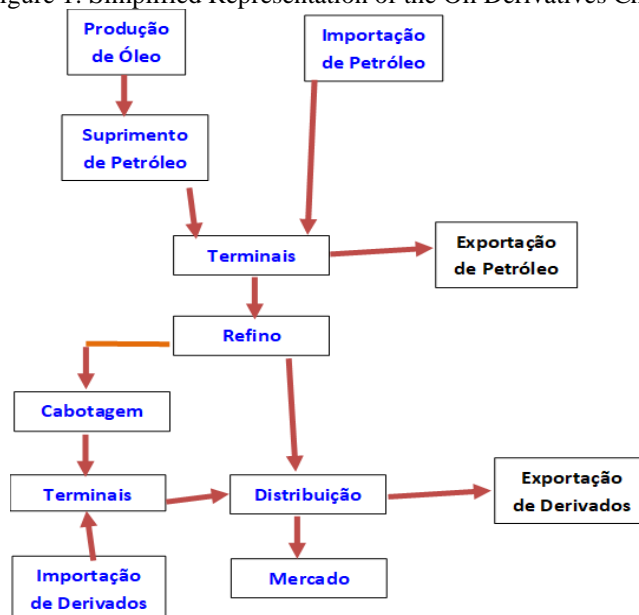 Figure 1: Simplified Representation of the Oil Derivatives
Produção
de Óleo
Importação
de Petróleo
Suprimento
de Petróleo
Terminais
Exportação
de Petróleo
Refino
Cabotagem
Terminais
Distribuição
Exportação
de Derivados
Importação
de Derivados
Mercado